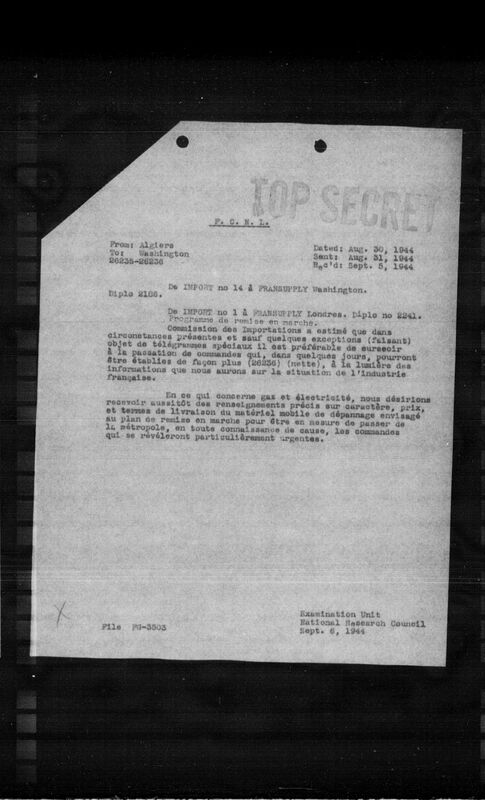 TOP SECRET
F. C. N. L.
From: Algiers
To: Washington
26235-26236
Dated: Aug. 30, 1944
Sent: Aug. 31, 1944
Rec'd: Sept. 5, 1944
De IMPORT no 14 à FRANSUPPLY Washington.
Diplo 2186.
De IMPORT no 1 à FRANSUPPLY Londres. Diplo no 2241.
Programme de remise en marche.
Commission des Importations a estimé que dans
circonstances présentes et sauf quelques exceptions (faisant)
objet de télégrammes spéciaux il est préférable de surseoir
à la passation de commandes qui, dans quelques jours, pourront
être établies de façon plus (26236) (nette), à la lumière des
informations que nous aurons sur la situation de l'industrie
française.
En ce qui concerne gaz et électricité, nous désirions
recevoir aussitôt des renseignements précis sur caractère, prix,
et termes de livraison du matériel mobile de dépannage envisagé
au plan de remise en marche pour être en mesure de passer de
la métropole, en toute connaissance de cause, les commandes
qui se révéleront particulièrement urgentes.
X
File FG-3303
Examination Unit
National Research Council
Sept. 6, 1944